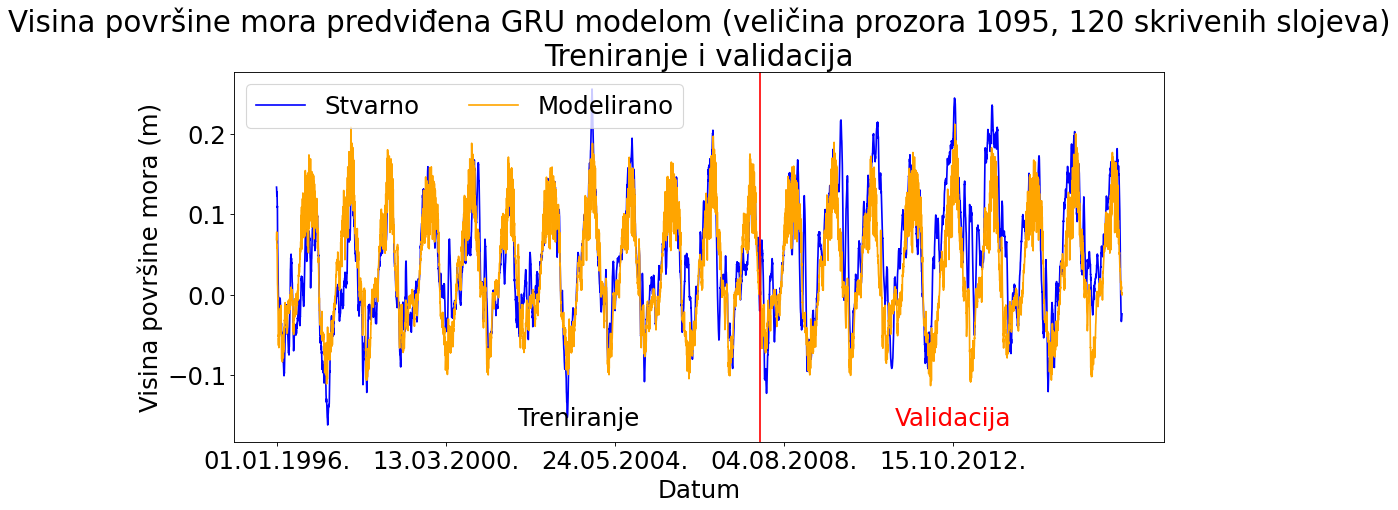 Visina površine mora predviđena GRU modelom (veličina prozora 1095, 120 skrivenih slojeva)
Treniranje i validacija
Stvarno
Modelirano
Visina površine mora (m)
0.2
0.1
0.0
−0.1
Treniranje
Validacija
01.01.1996.
13.03.2000.
24.05.2004.
04.08.2008.
15.10.2012.
Datum